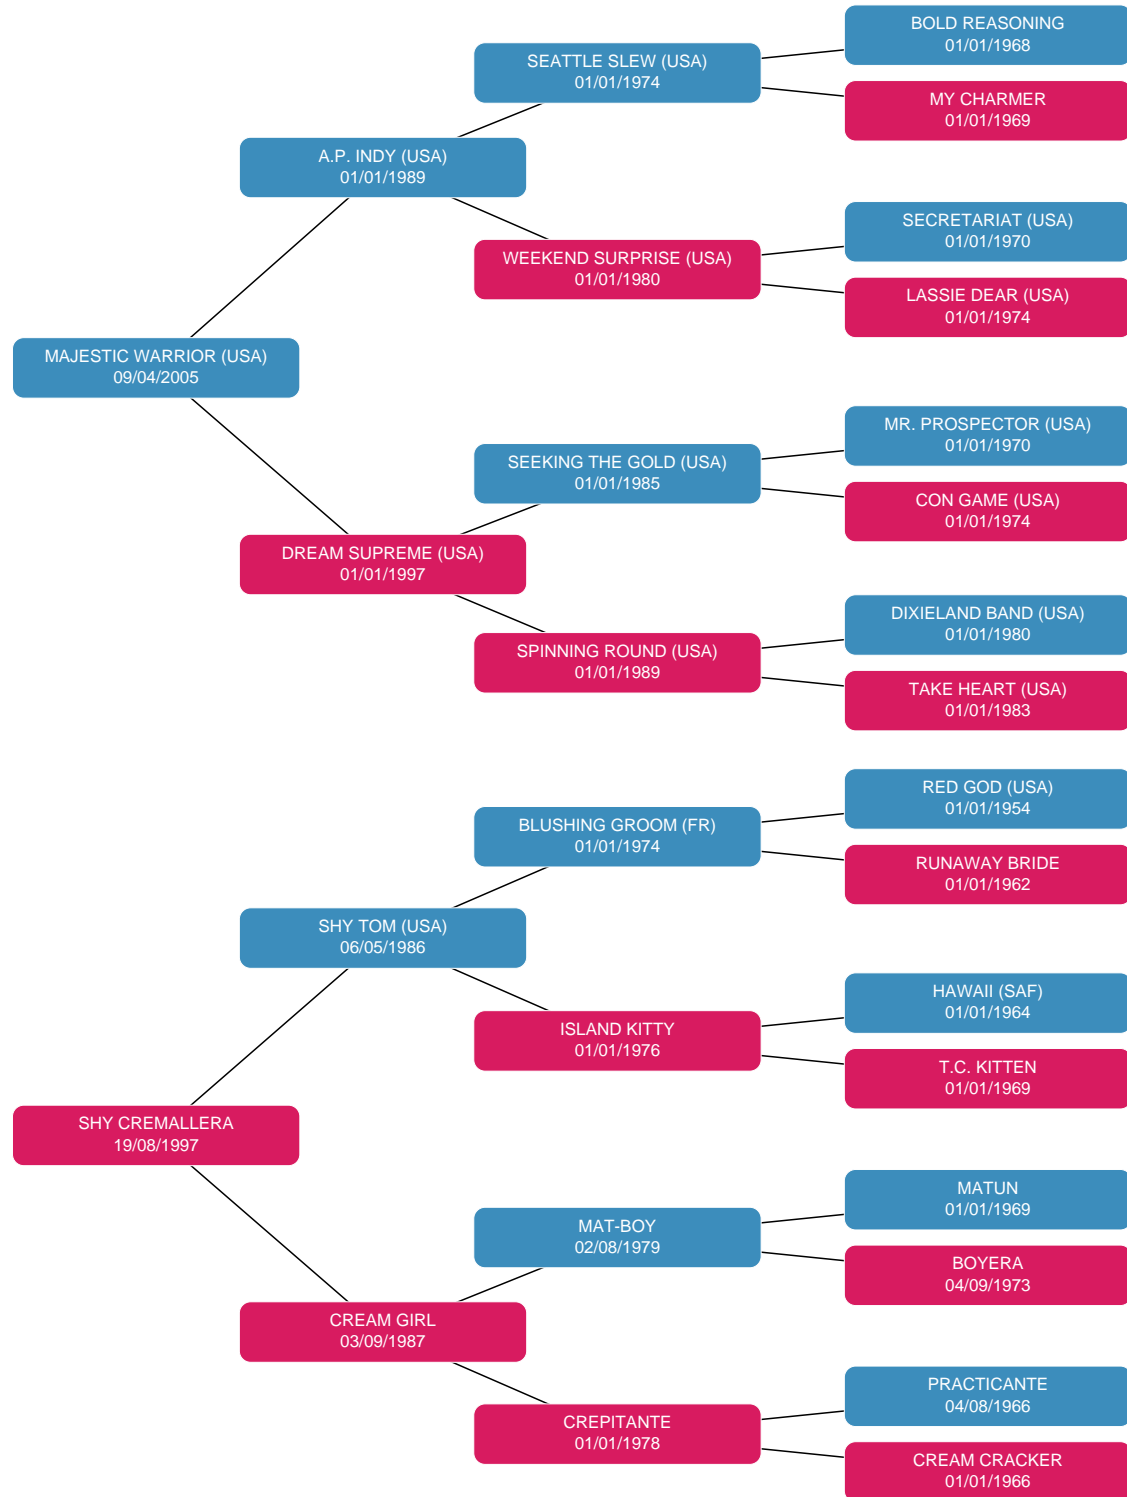 BOLD REASONING
01/01/1968
SEATTLE SLEW (USA)
01/01/1974
MY CHARMER
01/01/1969
A.P. INDY (USA)
01/01/1989
SECRETARIAT (USA)
01/01/1970
WEEKEND SURPRISE (USA)
01/01/1980
LASSIE DEAR (USA)
01/01/1974
MAJESTIC WARRIOR (USA)
09/04/2005
MR. PROSPECTOR (USA)
01/01/1970
SEEKING THE GOLD (USA)
01/01/1985
CON GAME (USA)
01/01/1974
DREAM SUPREME (USA)
01/01/1997
DIXIELAND BAND (USA)
01/01/1980
SPINNING ROUND (USA)
01/01/1989
TAKE HEART (USA)
01/01/1983
RED GOD (USA)
01/01/1954
BLUSHING GROOM (FR)
01/01/1974
RUNAWAY BRIDE
01/01/1962
SHY TOM (USA)
06/05/1986
HAWAII (SAF)
01/01/1964
ISLAND KITTY
01/01/1976
T.C. KITTEN
01/01/1969
SHY CREMALLERA
19/08/1997
MATUN
01/01/1969
MAT-BOY
02/08/1979
BOYERA
04/09/1973
CREAM GIRL
03/09/1987
PRACTICANTE
04/08/1966
CREPITANTE
01/01/1978
CREAM CRACKER
01/01/1966